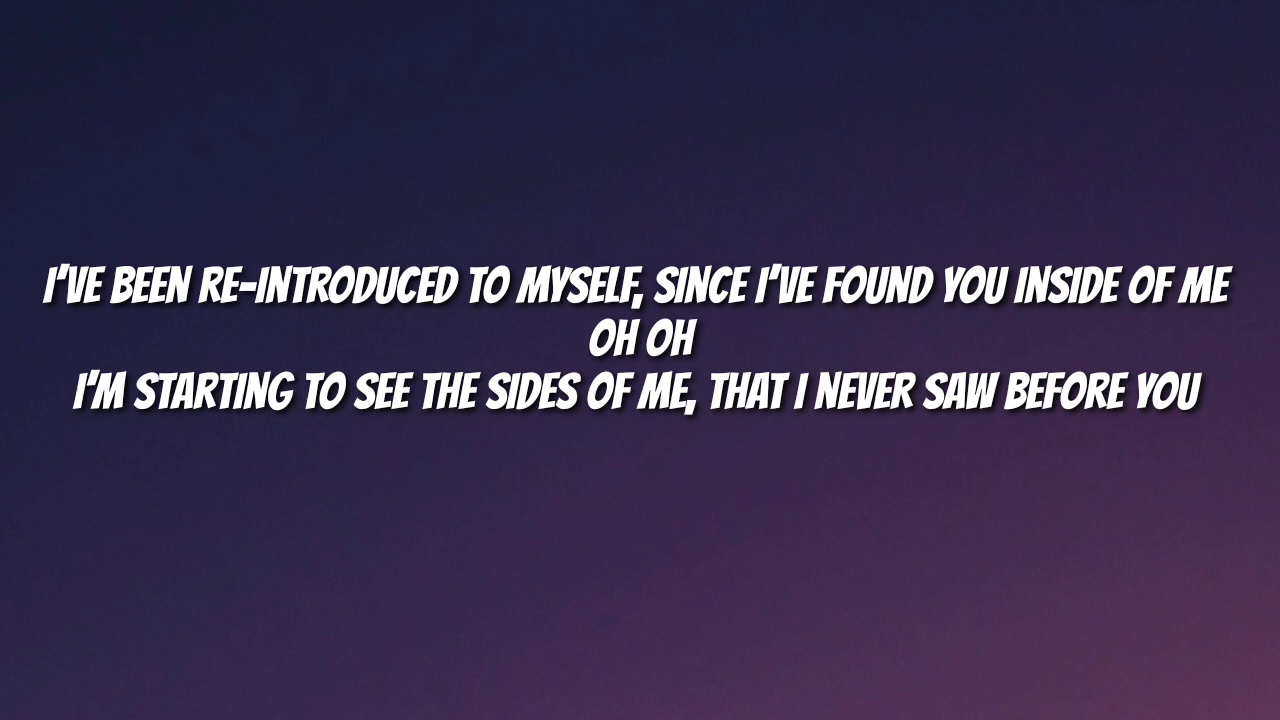 I'VE BEEN RE-INTRODUCED TO MYSELF, SINCE I'VE FOUND YOU INSIDE OF ME
OH OH
I'M STARTING TO SEE THE SIDES OF ME, THAT I NEVER SAW BEFORE YOU